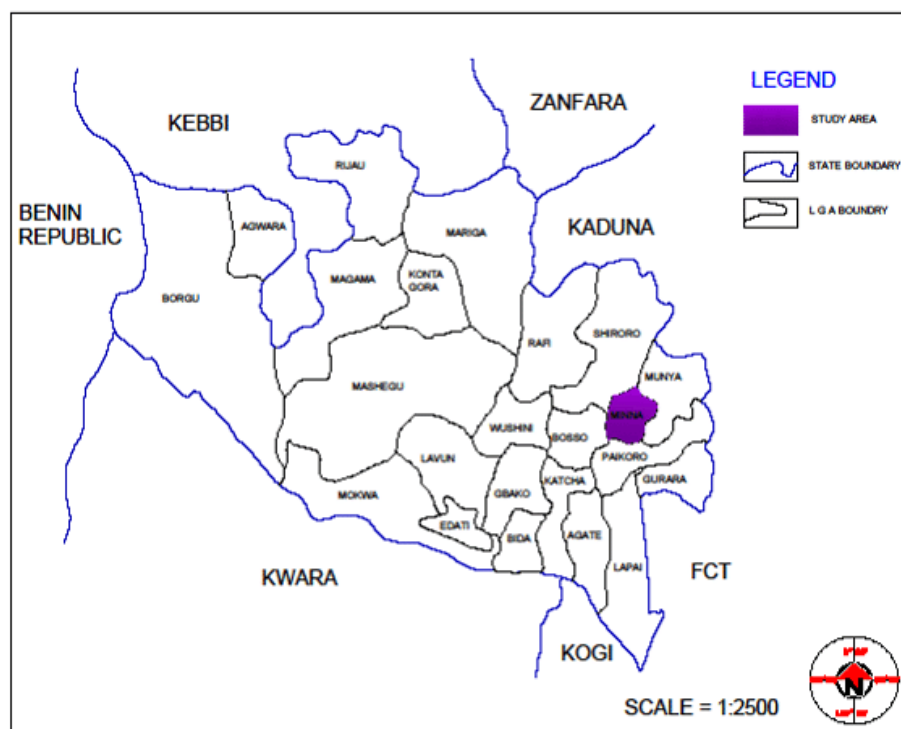 ZANFARA
LEGEND
KEBBI
STUDY AREA
RIJAU
STATE BOUNDARY
BENIN
REPUBLIC
AGWARA
MARIGA
KADUNA
L G A BOUNDRY
MAGAMA
KONTA
GORA
BORGU
RAFI
SHIRORO
MUNYA
MASHEGU
MINNA
WUSHINI
BOSSO
LAVUN
PAIKORO
GURARA
MOKWA
GBAKO
KATCHA
EDATI
BIDA
AGATE
LAPAI
FCT
KWARA
KOGI
N
SCALE = 1:2500